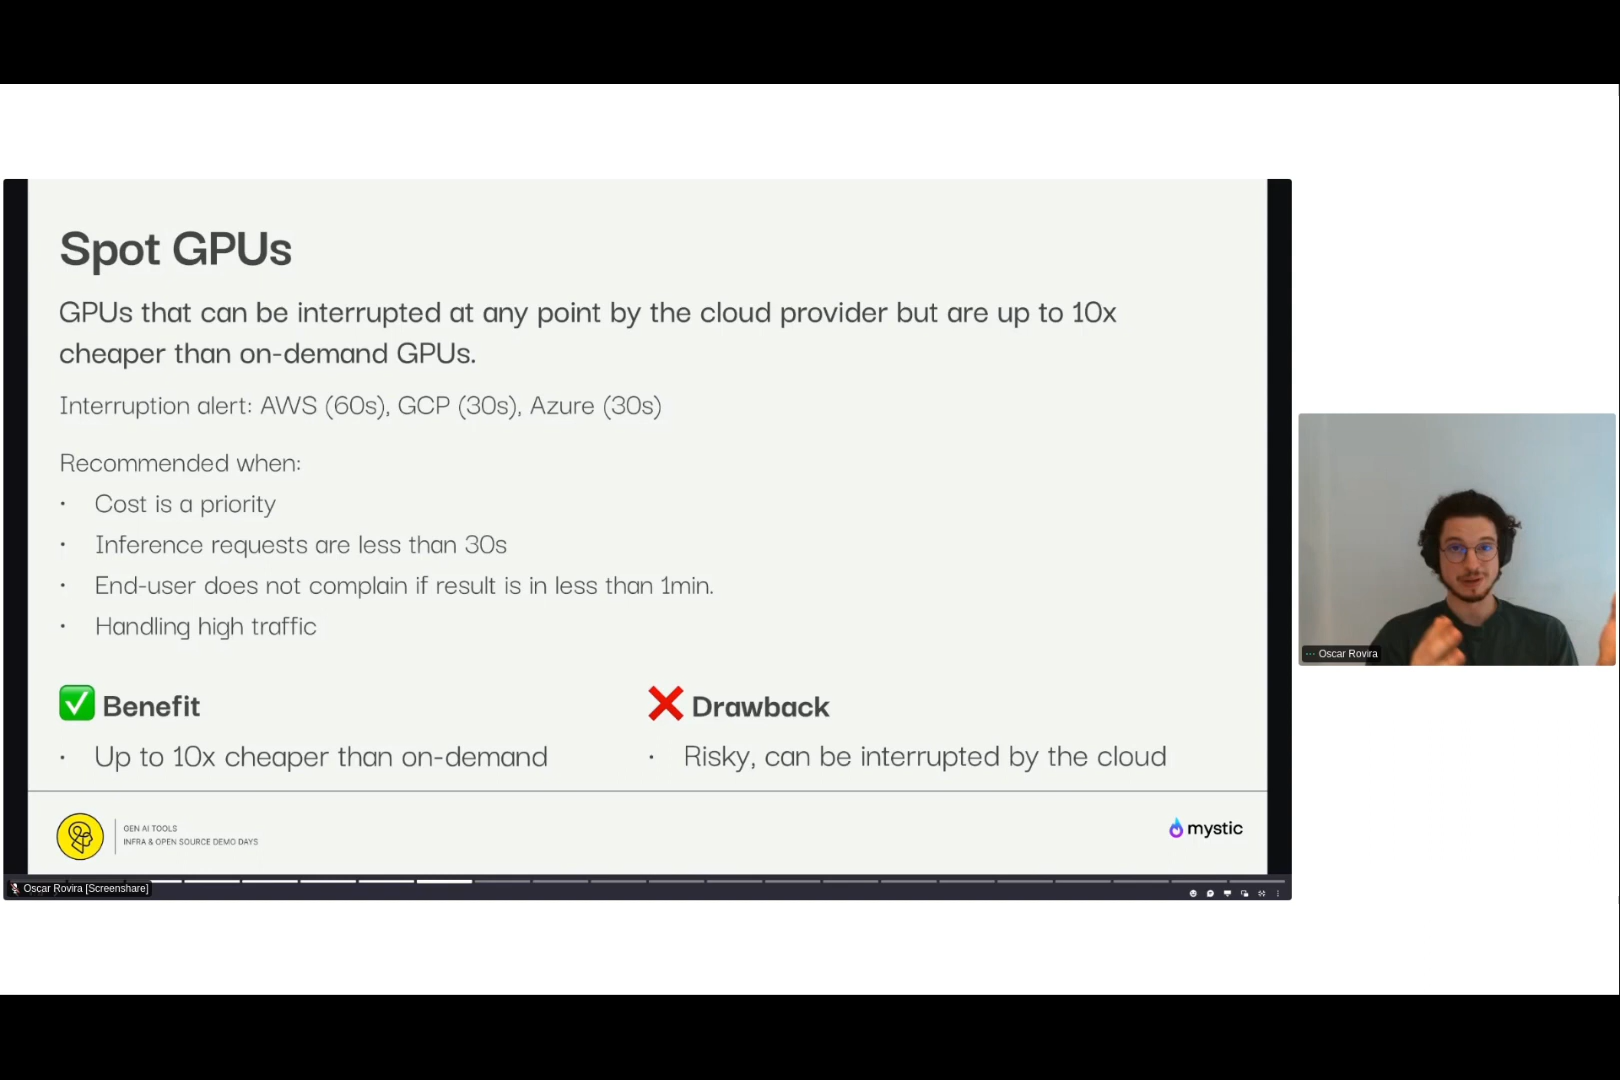 Spot GPUs
GPUs that can be interrupted at any point by the cloud provider but are up to 10x
cheaper than on-demand GPUs.
Interruption alert: AWS (60s), GCP (30s), Azure (30s)
Recommended when:
· Cost is a priority
· Inference requests are less than 30s
· End-user does not complain if result is in less than 1min.
· Handling high traffic
✅ Benefit
· Up to 10x cheaper than on-demand
❌ Drawback
· Risky, can be interrupted by the cloud
GEN AI TOOLS
INFRA & OPEN SOURCE DEMO DAYS
mystic
Oscar Rovira [Screenshare]
Oscar Rovira